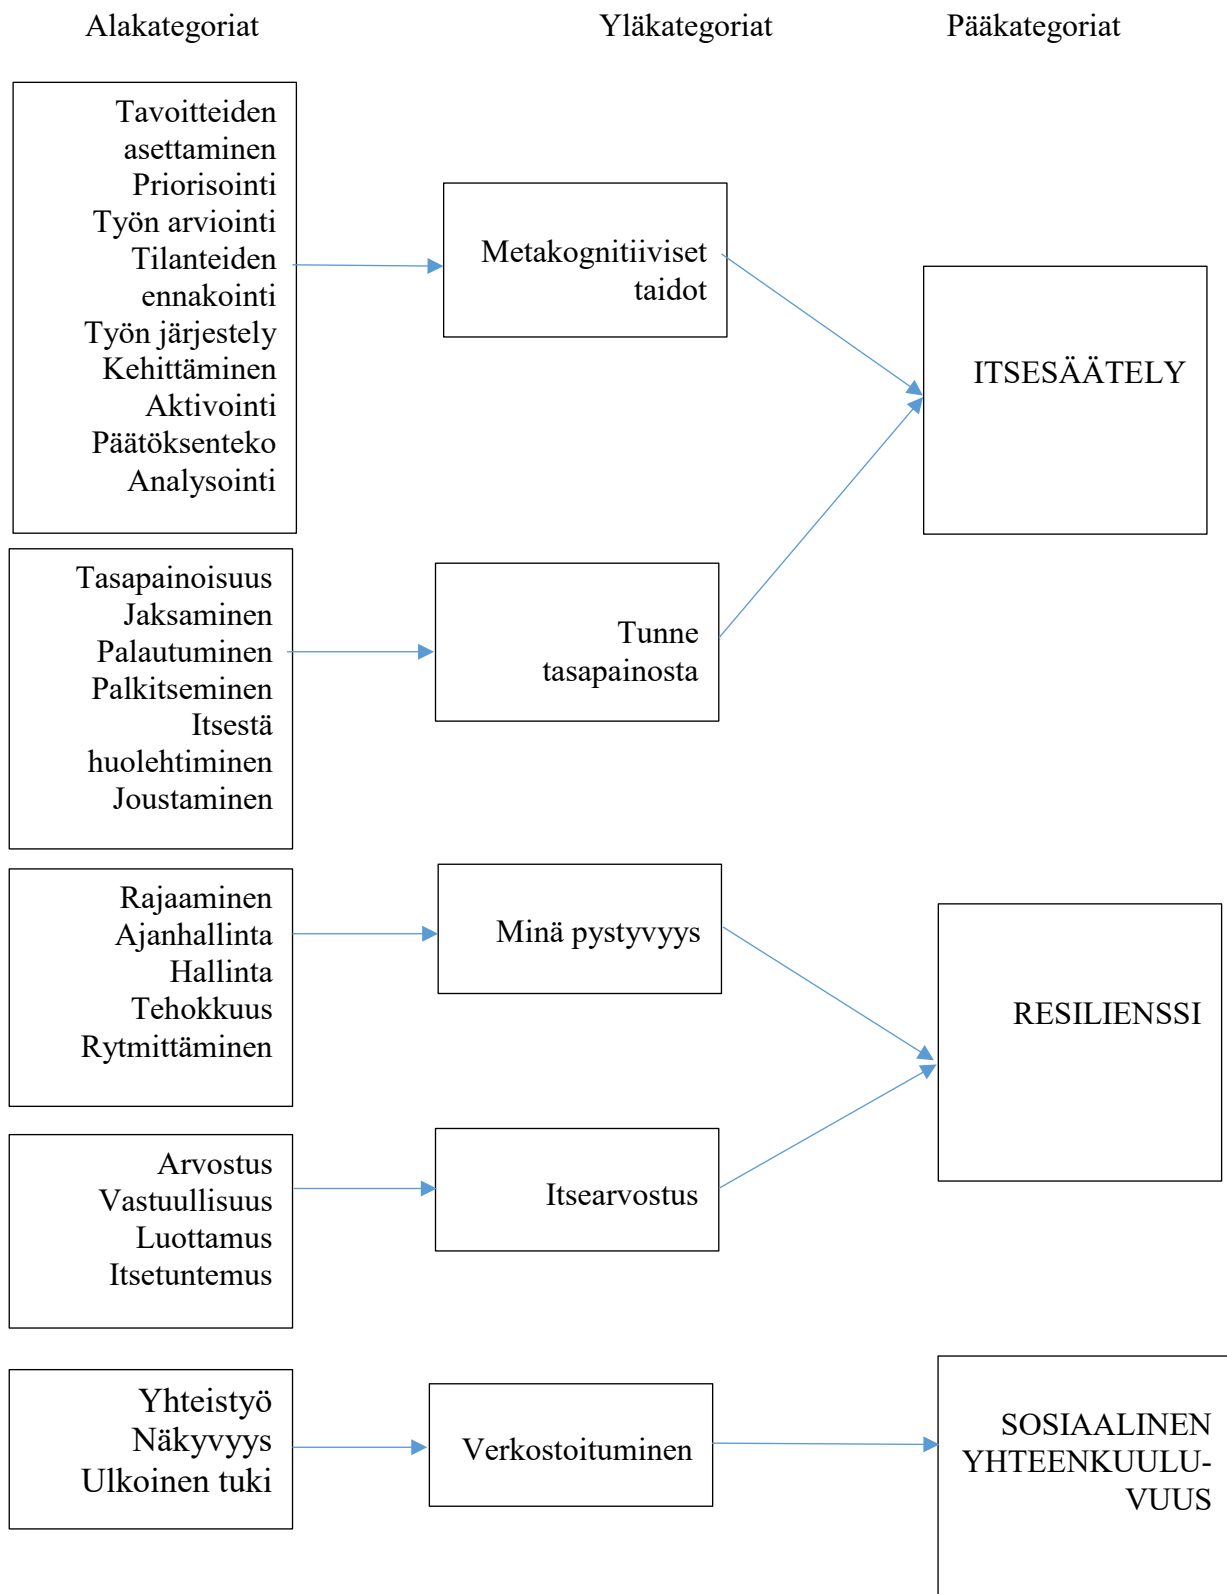 Alakategoriat
Yläkategoriat
Pääkategoriat
Tavoitteiden
asettaminen
Priorisointi
Työn arviointi
Tilanteiden
ennakointi
Työn järjestely
Kehittäminen
Aktivointi
Päätöksenteko
Analysointi
Metakognitiiviset
taidot
ITSESÄÄTELY
Tasapainoisuus
Jaksaminen
Palautuminen
Palkitseminen
Itsestä
huolehtiminen
Joustaminen
Tunne
tasapainosta
Rajaaminen
Ajanhallinta
Hallinta
Tehokkuus
Rytmittäminen
Minä pystyvyys
RESILIENSSI
Arvostus
Vastuullisuus
Luottamus
Itsetuntemus
Itsearvostus
Yhteistyö
Näkyvyys
Ulkoinen tuki
Verkostoituminen
SOSIAALINEN
YHTEENKUULU-
VUUS